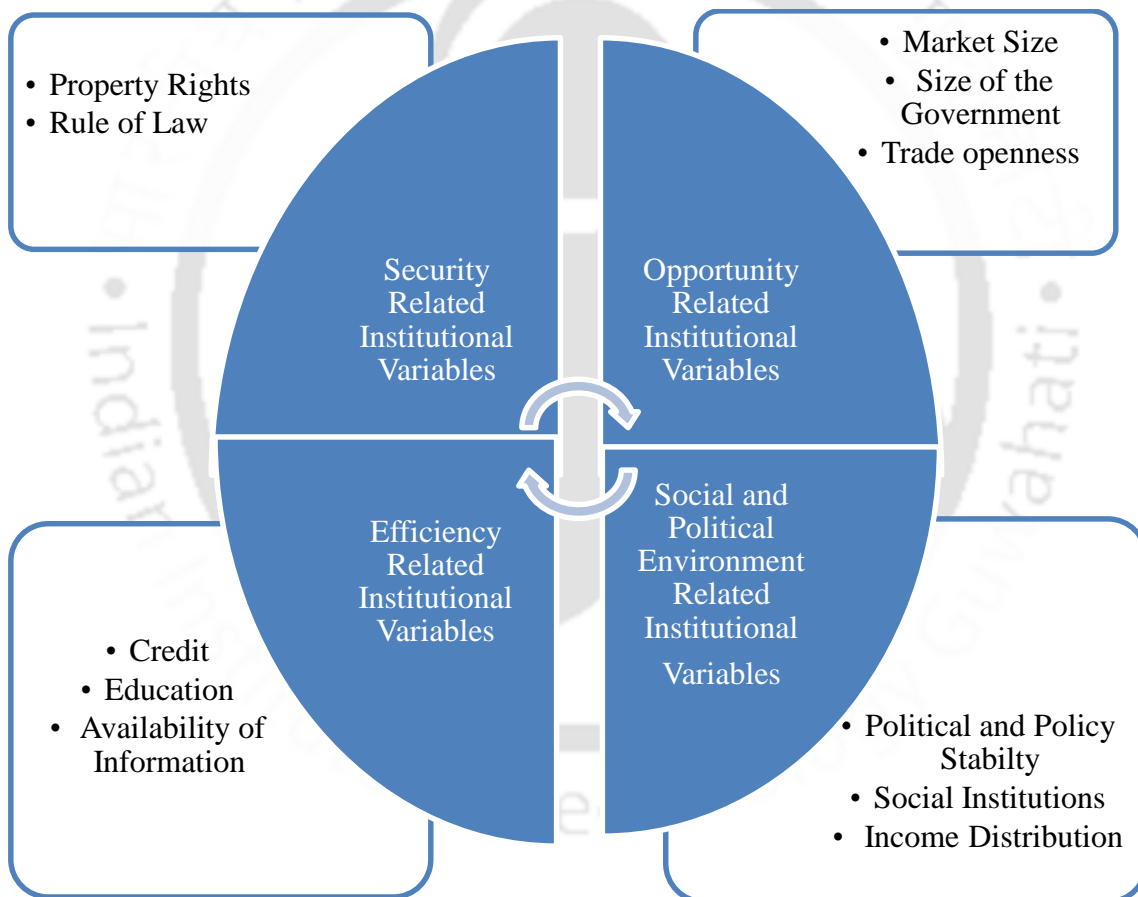 • Property Rights
• Rule of Law
• Market Size
• Size of the
Government
• Trade openness
Security
Related
Institutional
Variables
Opportunity
Related
Institutional
Variables
Efficiency
Related
Institutional
Variables
Social and
Political
Environment
Related
Institutional
Variables
• Credit
• Education
• Availability of
Information
• Political and Policy
Stabilty
• Social Institutions
• Income Distribution